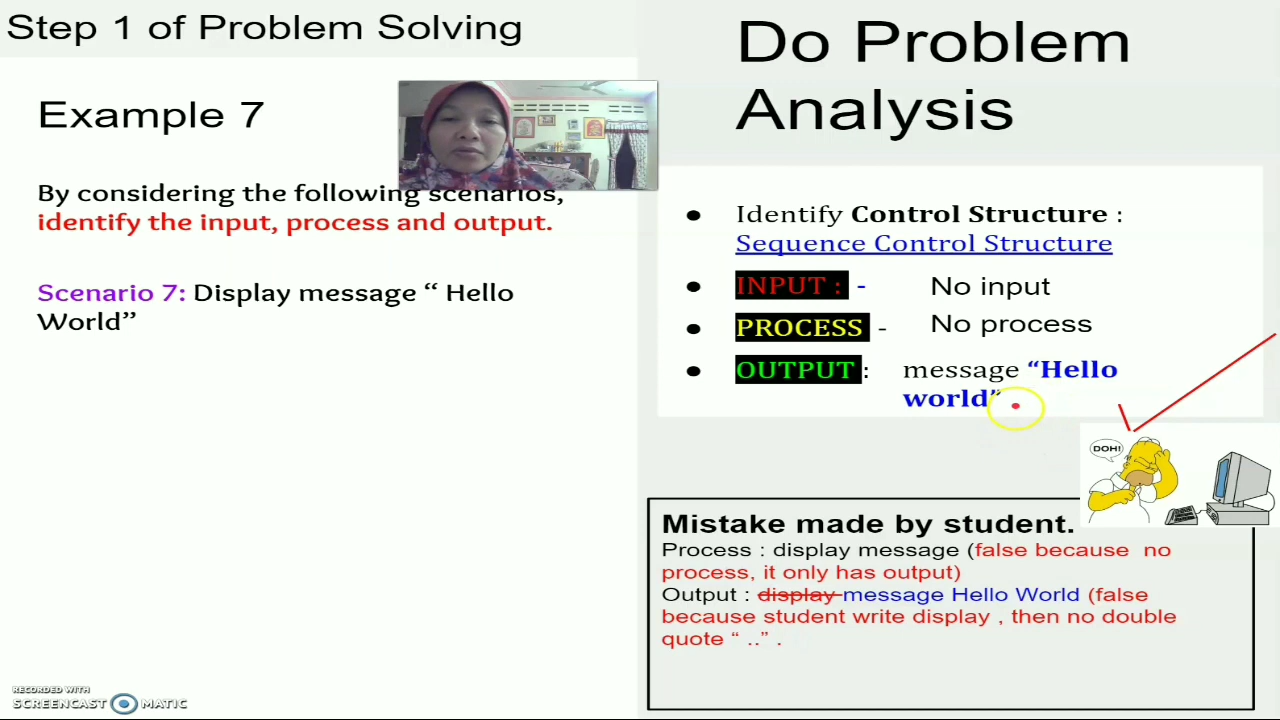 Step 1 of Problem Solving
Example 7
By considering the following scenarios,
identify the input, process and output.
Scenario 7: Display message “ Hello
World”
Do Problem
Analysis
● Identify Control Structure :
Sequence Control Structure
● INPUT : - No input
● PROCESS - No process
● OUTPUT : message “Hello
world”
DOH!
Mistake made by student.
Process : display message (false because no
process, it only has output)
Output : display message Hello World (false
because student write display , then no double
quote “ ..” .
RECORDED WITH
SCREENCAST MATIC